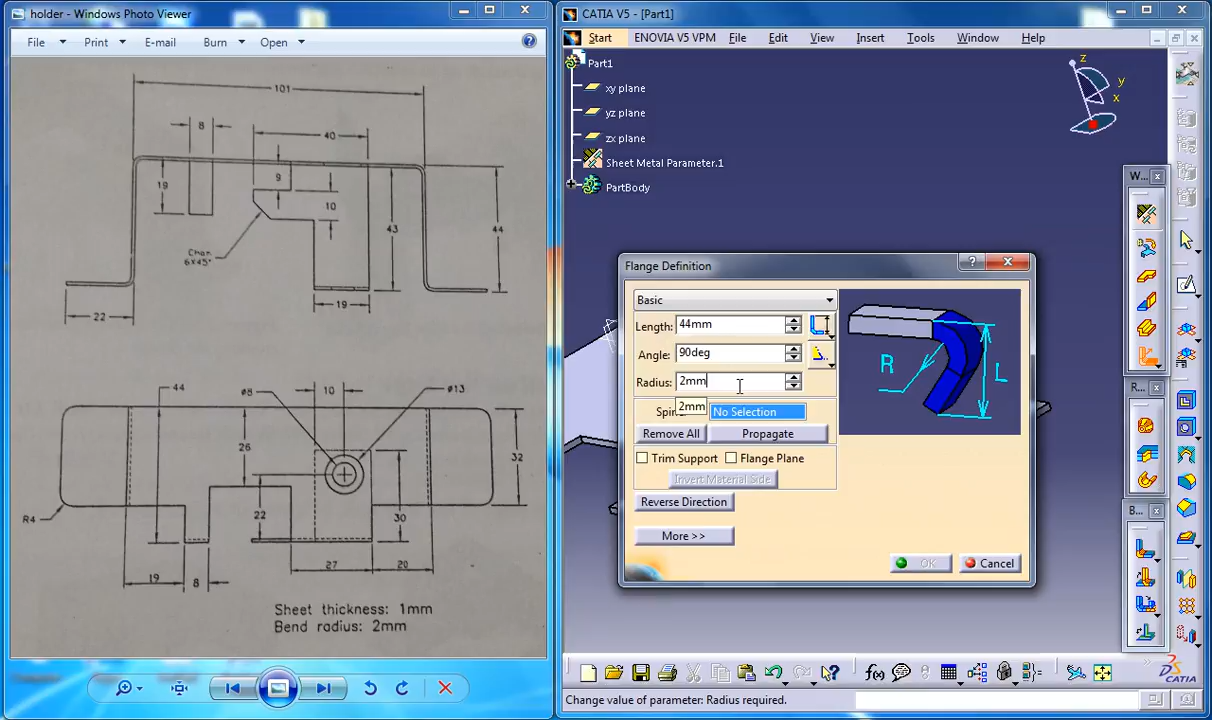 holder - Windows Photo Viewer
File Print E-mail Burn Open
101
8
40
19
9
10
43
44
Cham.
6X45°
22
19
44
ø8
10
ø13
26
32
22
30
R4
19
8
27
20
Sheet thickness: 1mm
Bend radius: 2mm
CATIA V5 - [Part1]
Start ENOVIA V5 VPM File Edit View Insert Tools Window Help
Part1
xy plane
yz plane
zx plane
Sheet Metal Parameter.1
PartBody
z
y
x
W...
R...
B...
Flange Definition
Basic
Length: 44mm
Angle: 90deg
Radius: 2mm
2mm
Spin No Selection
Remove All Propagate
Trim Support Flange Plane
Invert Material Side
Reverse Direction
More >>
R
L
OK Cancel
f(x)
CATIA
Change value of parameter: Radius required.